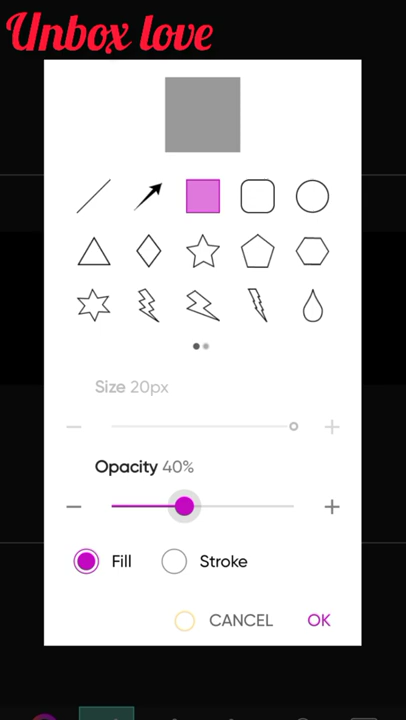 Unbox love
Size 20px
Opacity 40%
Fill
Stroke
CANCEL
OK